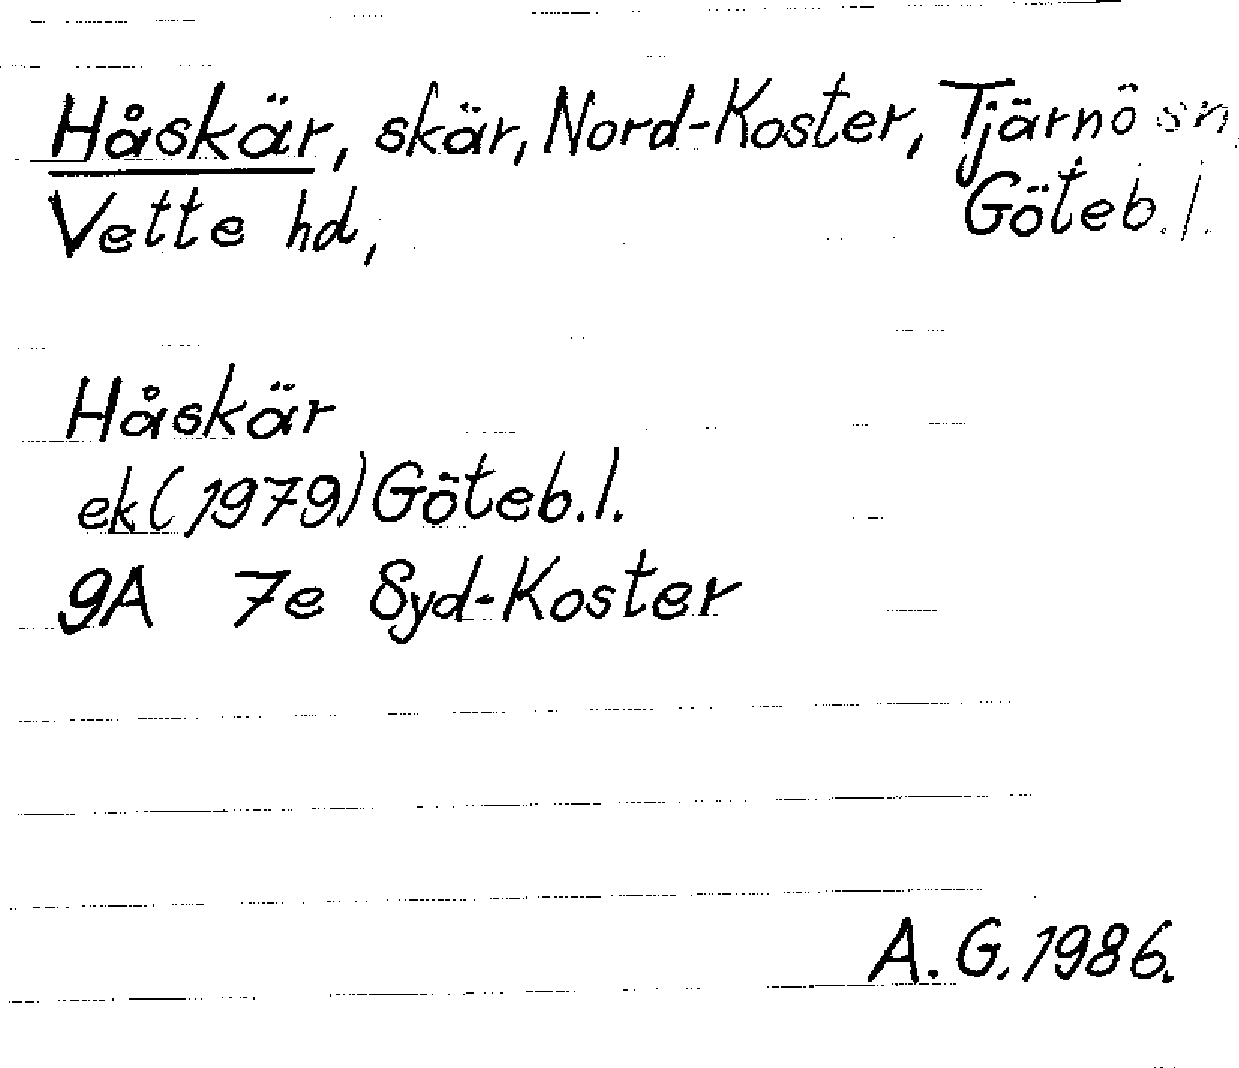 Håskär, skär, Nord-Koster, Tjärnö sn,
Vette hd, Göteb. l.
Håskär
ek (1979) Göteb. l.
9A 7e Syd-Koster
A. G. 1986.